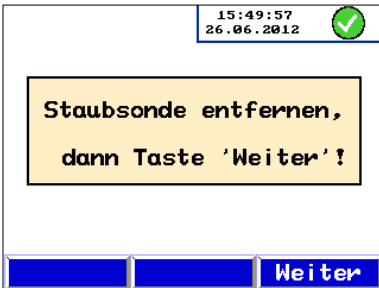 15:49:57
26.06.2012
Staubsonde entfernen,
dann Taste 'Weiter'!
Weiter